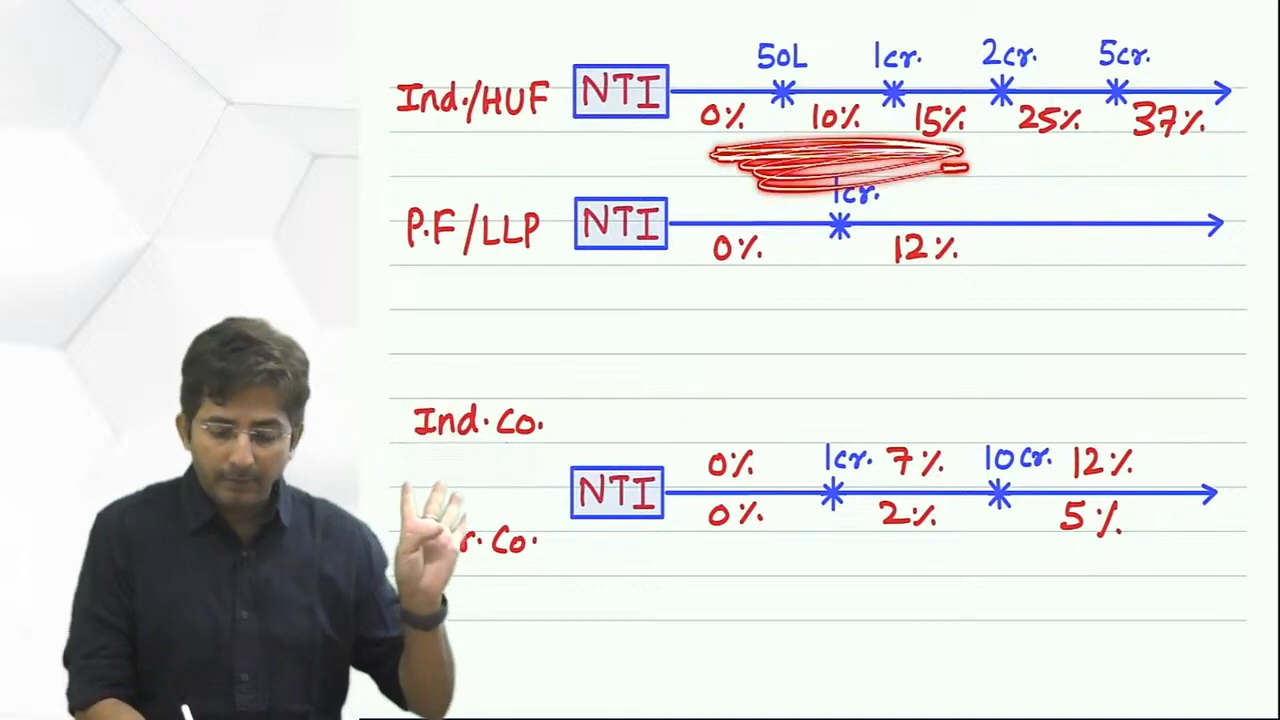 50L 1cr. 2cr. 5cr.
Ind./HUF NTI
0% 10% 15% 25% 37%
1cr.
P.F/LLP NTI
0% 12%
Ind. Co.
0% 1cr. 7% 10cr. 12%
NTI
0% 2% 5%
Co.